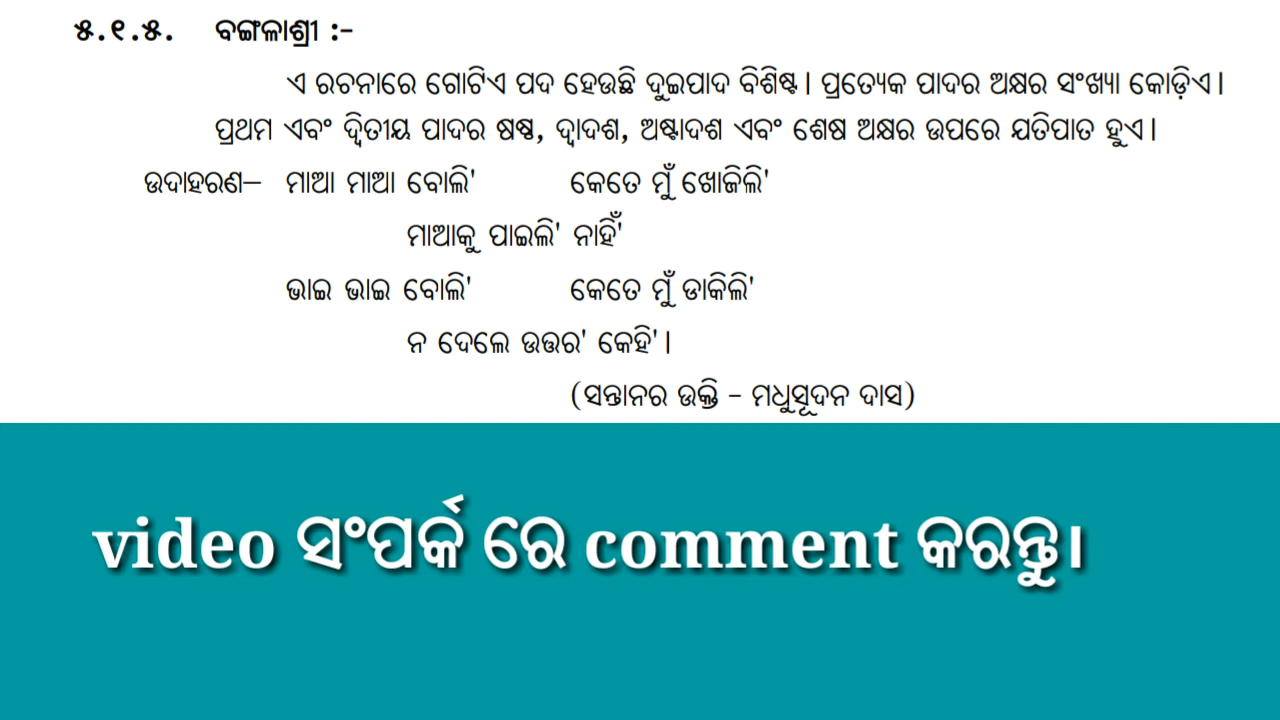 ୫.୧.୫. ବଙ୍ଗଳାଶ୍ରୀ :-
ଏ ରଚନାରେ ଗୋଟିଏ ପଦ ହେଉଛି ଦୁଇପାଦ ବିଶିଷ୍ଟ। ପ୍ରତ୍ୟେକ ପାଦର ଅକ୍ଷର ସଂଖ୍ୟା କୋଡ଼ିଏ।
ପ୍ରଥମ ଏବଂ ଦ୍ୱିତୀୟ ପାଦର ଷଷ୍ଠ, ଦ୍ୱାଦଶ, ଅଷ୍ଟାଦଶ ଏବଂ ଶେଷ ଅକ୍ଷର ଉପରେ ଯତିପାତ ହୁଏ।
ଉଦାହରଣ– ମାଆ ମାଆ ବୋଲି' କେତେ ମୁଁ ଖୋଜିଲି'
ମାଆକୁ ପାଇଲି' ନାହିଁ'
ଭାଇ ଭାଇ ବୋଲି' କେତେ ମୁଁ ଡାକିଲି'
ନ ଦେଲେ ଉତ୍ତର' କେହି'।
(ସନ୍ତାନର ଉକ୍ତି – ମଧୁସୂଦନ ଦାସ)
video ସଂପର୍କ ରେ comment କରନ୍ତୁ।